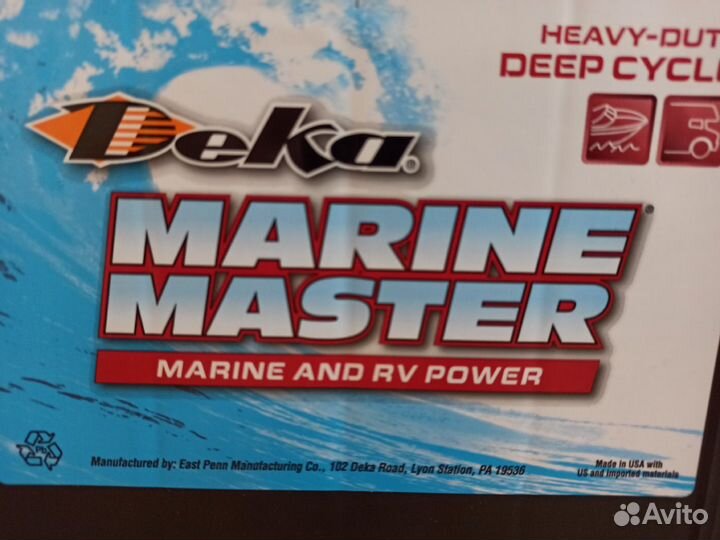 HEAVY-DUT
DEEP CYCL
Deka®
MARINE®
MASTER
MARINE AND RV POWER
Pb
Manufactured by: East Penn Manufacturing Co., 102 Deka Road, Lyon Station, PA 19536
Made in USA with
US and imported materials
Avito